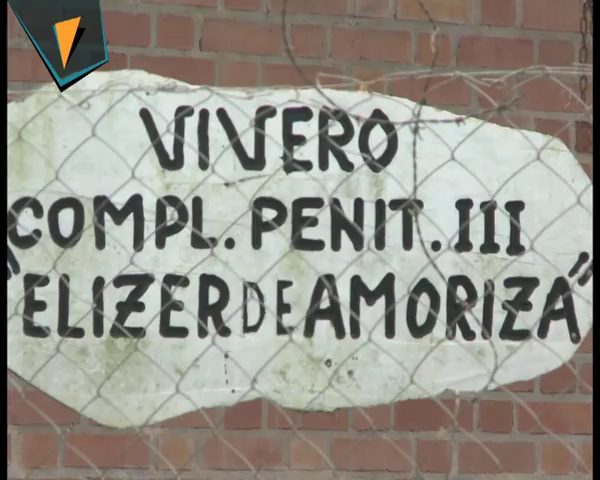 VIVERO
COMPL. PENIT. III
"ELIZER DE AMORIZA"